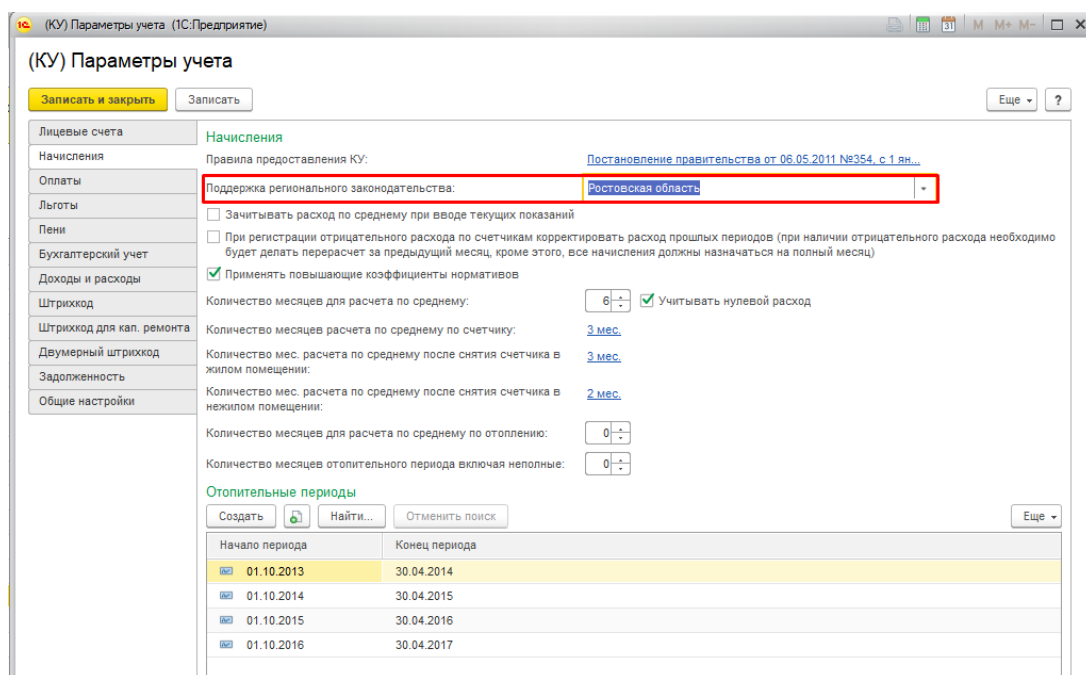 1С (КУ) Параметры учета (1С:Предприятие) 31 M M+ M-
(КУ) Параметры учета
Записать и закрыть Записать Еще ?
Лицевые счета
Начисления
Оплаты
Льготы
Пени
Бухгалтерский учет
Доходы и расходы
Штрихкод
Штрихкод для кап. ремонта
Двумерный штрихкод
Задолженность
Общие настройки
Начисления
Правила предоставления КУ: Постановление правительства от 06.05.2011 №354, с 1 ян...
Поддержка регионального законодательства: Ростовская область
Зачитывать расход по среднему при вводе текущих показаний
При регистрации отрицательного расхода по счетчикам корректировать расход прошлых периодов (при наличии отрицательного расхода необходимо
будет делать перерасчет за предыдущий месяц, кроме этого, все начисления должны назначаться на полный месяц)
Применять повышающие коэффициенты нормативов
Количество месяцев для расчета по среднему: 6 Учитывать нулевой расход
Количество месяцев расчета по среднему по счетчику: 3 мес.
Количество мес. расчета по среднему после снятия счетчика в
жилом помещении: 3 мес.
Количество мес. расчета по среднему после снятия счетчика в
нежилом помещении: 2 мес.
Количество месяцев для расчета по среднему по отоплению: 0
Количество месяцев отопительного периода включая неполные: 0
Отопительные периоды
Создать Найти... Отменить поиск Еще
Начало периода Конец периода
01.10.2013 30.04.2014
01.10.2014 30.04.2015
01.10.2015 30.04.2016
01.10.2016 30.04.2017